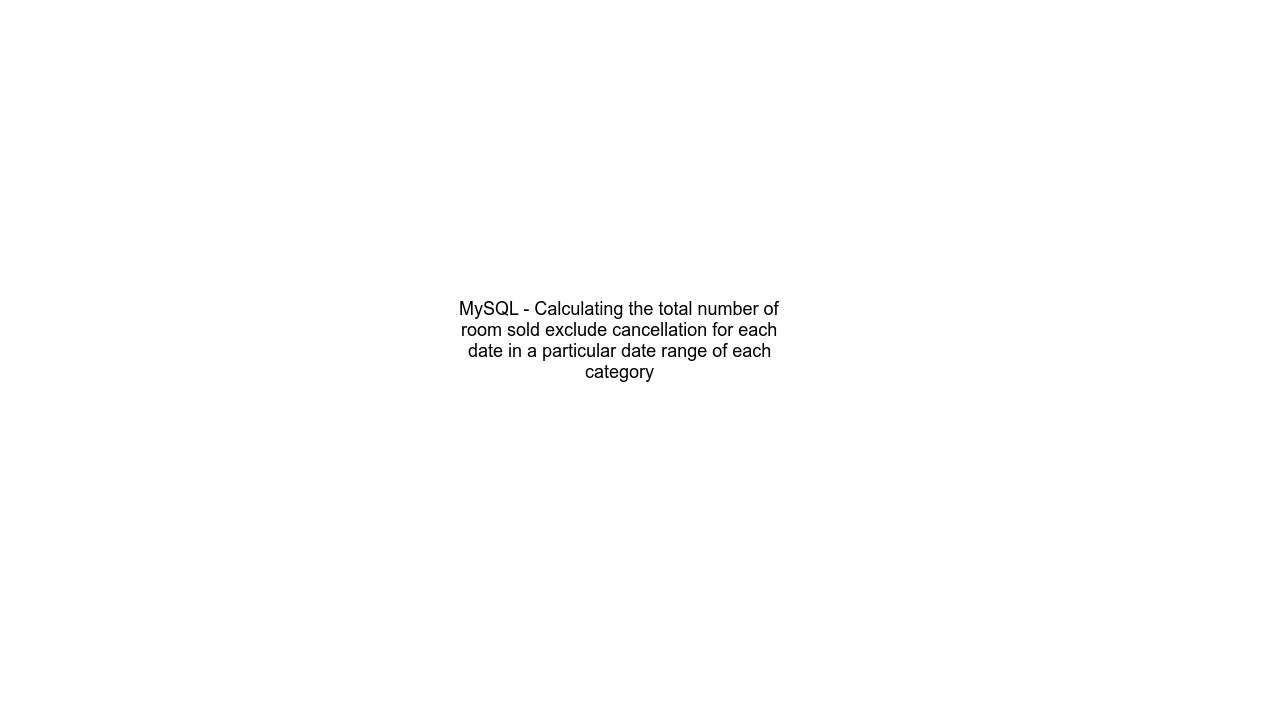 MySQL - Calculating the total number of
room sold exclude cancellation for each
date in a particular date range of each
category